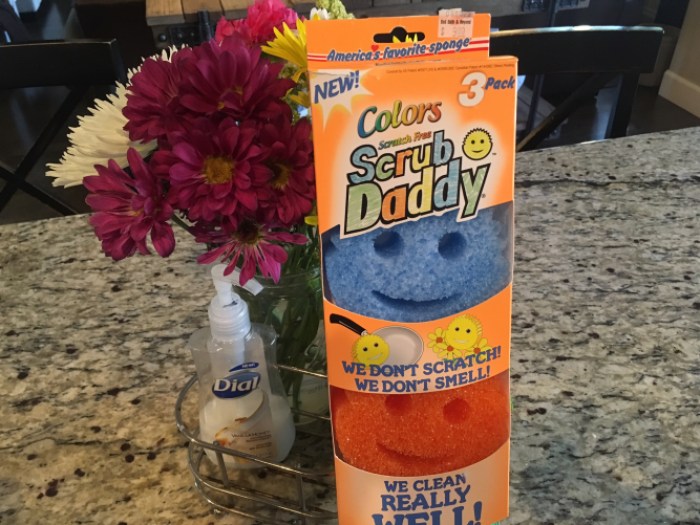 America's favorite sponge
NEW!
3 Pack
Colors
Scratch Free
Scrub
Daddy
WE DON'T SCRATCH!
WE DON'T SMELL!
WE CLEAN
REALLY
WELL!
Dial